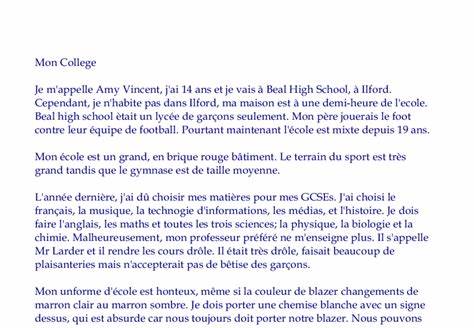 Mon College
Je m'appelle Amy Vincent, j'ai 14 ans et je vais à Beal High School, à Ilford.
Cependant, je n'habite pas dans Ilford, ma maison est à une demi-heure de l'ecole.
Beal high school ètait un lycée de garçons seulement. Mon père jouerais le foot
contre leur équipe de football. Pourtant maintenant l'école est mixte depuis 19 ans.
Mon école est un grand, en brique rouge bâtiment. Le terrain du sport est très
grand tandis que le gymnase est de taille moyenne.
L'année dernière, j'ai dû choisir mes matières pour mes GCSEs. J'ai choisi le
français, la musique, la technogie d'informations, les médias, et l'histoire. Je dois
faire l'anglais, les maths et toutes les trois sciences; la physique, la biologie et la
chimie. Malheureusement, mon professeur préféré ne m'enseigne plus. Il s'appelle
Mr Larder et il rendre les cours drôle. Il était très drôle, faisait beaucoup de
plaisanteries mais n'accepterait pas de bêtise des garçons.
Mon unforme d'école est honteux, même si la couleur de blazer changements de
marron clair au marron sombre. Je dois porter une chemise blanche avec un signe
dessus, qui est absurde car nous toujours doit porter notre blazer. Nous pouvons